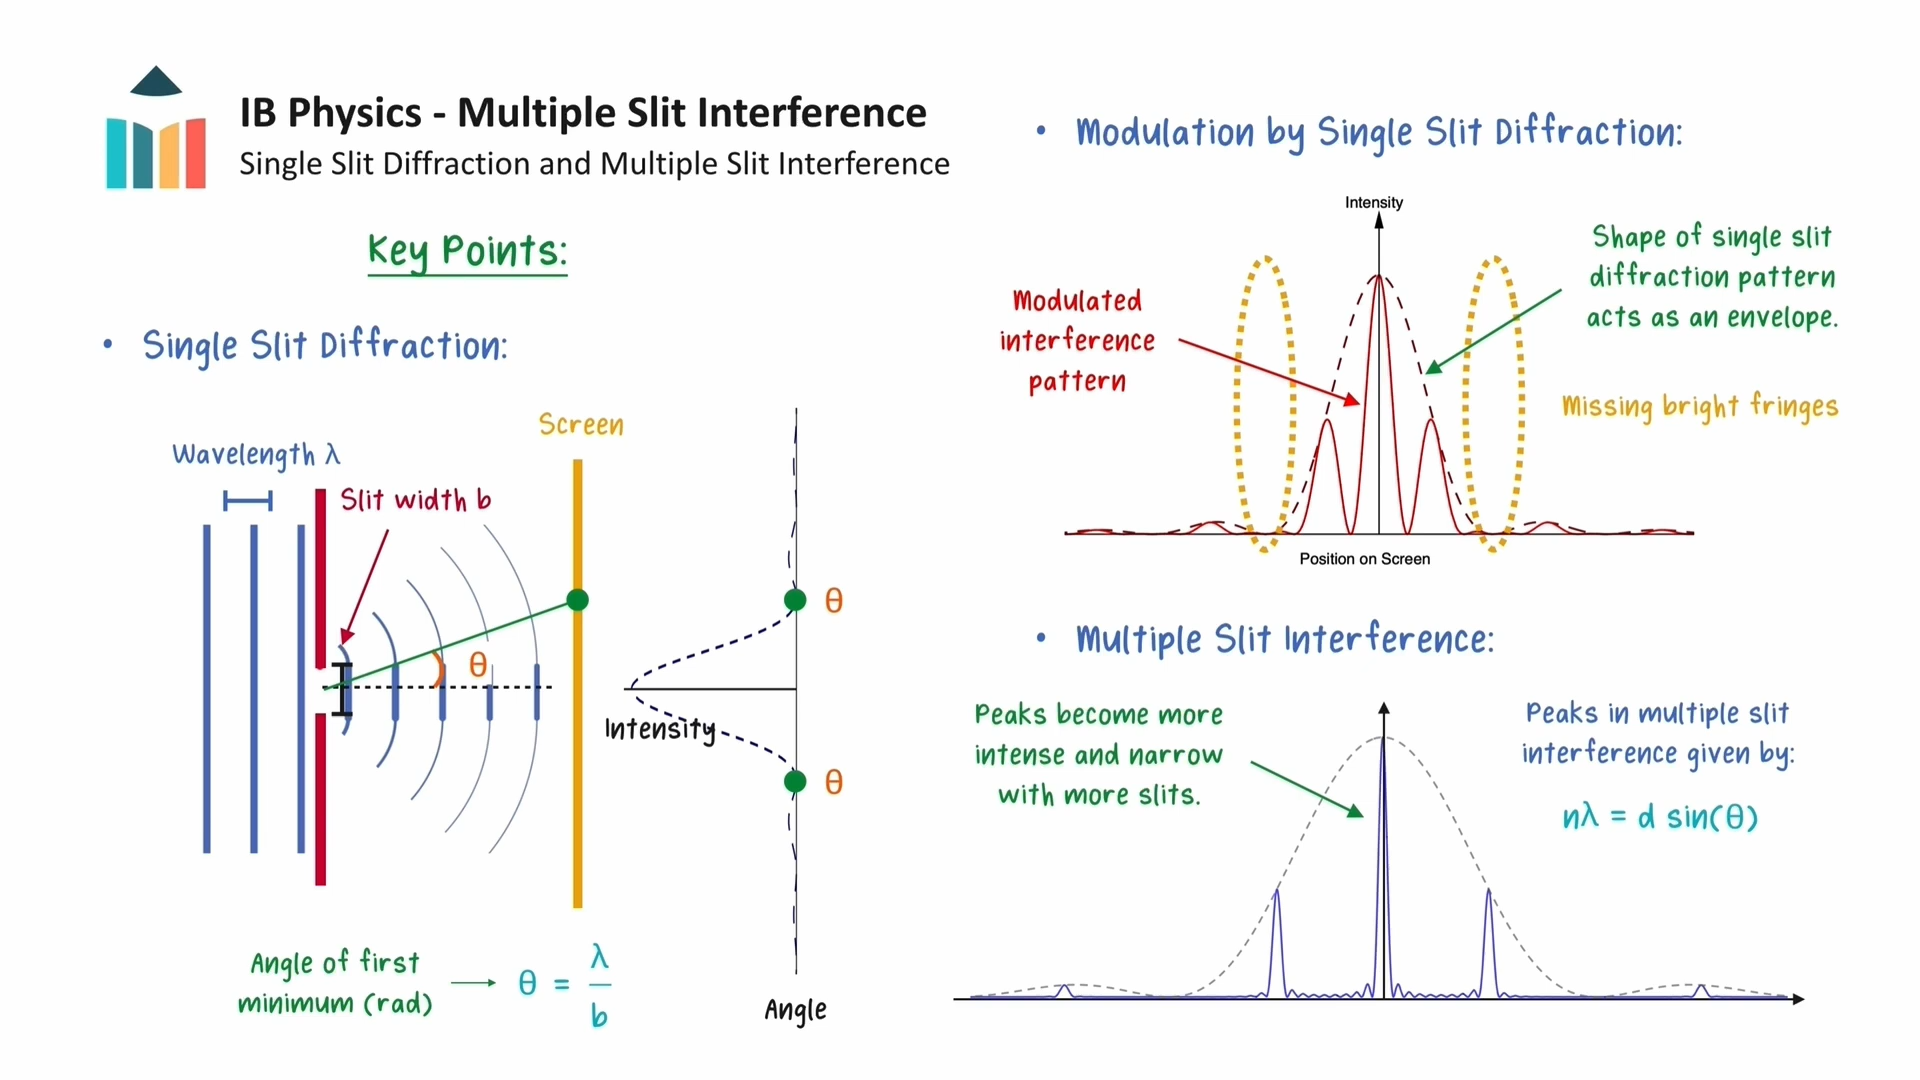 IB Physics - Multiple Slit Interference
Single Slit Diffraction and Multiple Slit Interference
Key Points:
• Single Slit Diffraction:
Wavelength λ
Slit width b
Screen
θ
θ
Intensity
θ
Angle of first
minimum (rad)
θ = λ
b
Angle
• Modulation by Single Slit Diffraction:
Intensity
Modulated
interference
pattern
Shape of single slit
diffraction pattern
acts as an envelope.
Missing bright fringes
Position on Screen
• Multiple Slit Interference:
Peaks become more
intense and narrow
with more slits.
Peaks in multiple slit
interference given by:
nλ = d sin(θ)